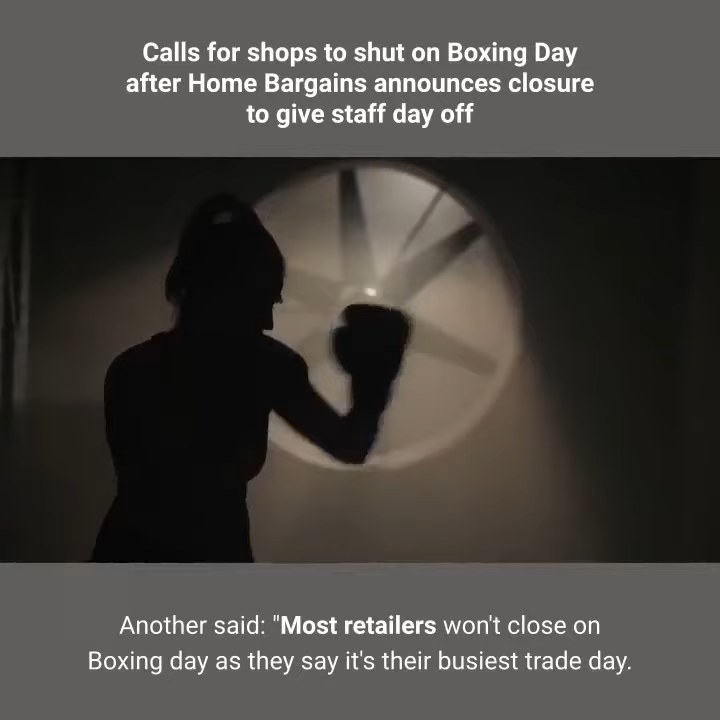 Calls for shops to shut on Boxing Day
after Home Bargains announces closure
to give staff day off
Another said: "Most retailers won't close on
Boxing day as they say it's their busiest trade day.